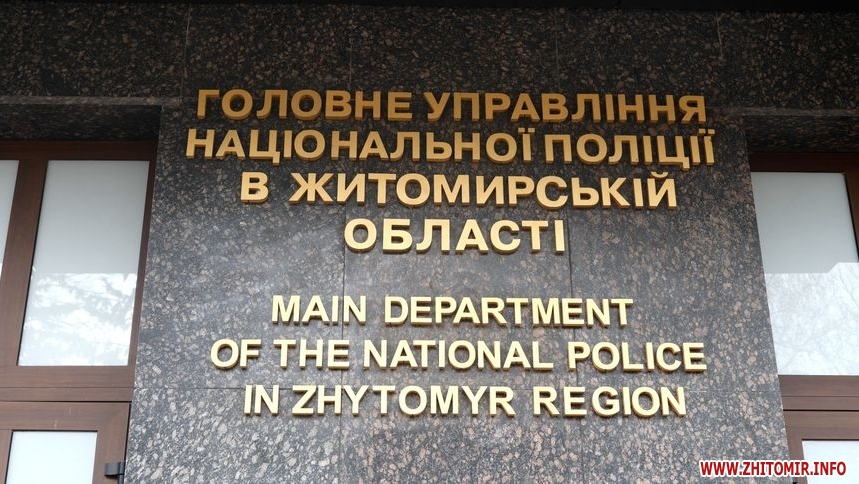 ГОЛОВНЕ УПРАВЛІННЯ
НАЦІОНАЛЬНОЇ ПОЛІЦІЇ
В ЖИТОМИРСЬКІЙ
ОБЛАСТІ
MAIN DEPARTMENT
OF THE NATIONAL POLICE
IN ZHYTOMYR REGION
WWW.ZHITOMIR.INFO